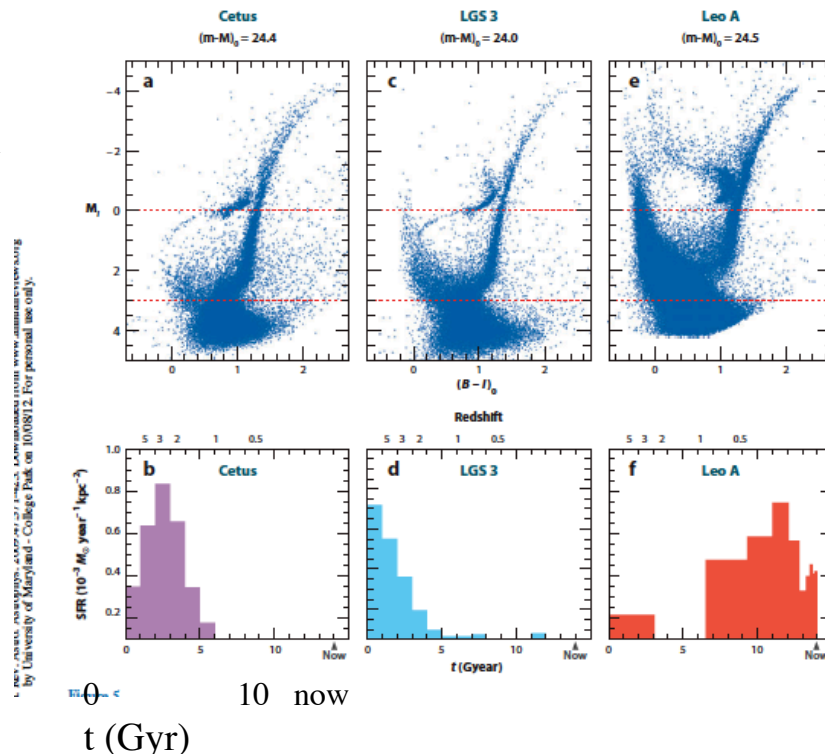 Cetus
(m-M)₀ = 24.4
LGS 3
(m-M)₀ = 24.0
Leo A
(m-M)₀ = 24.5
a
c
e
−4
−2
M_I 0
2
4
0 1 2
0 1 2
0 1 2
(B – I)₀
Redshift
5 3 2 1 0.5
5 3 2 1 0.5
5 3 2 1 0.5
b Cetus
d LGS 3
f Leo A
SFR (10⁻³ M☉ year⁻¹ kpc⁻²)
1.0
0.8
0.6
0.4
0.2
0 5 10 Now
0 5 10 Now
0 5 10 Now
t (Gyear)
by University of Maryland - College Park on 10/08/12. For personal use only.
0 10 now
t (Gyr)